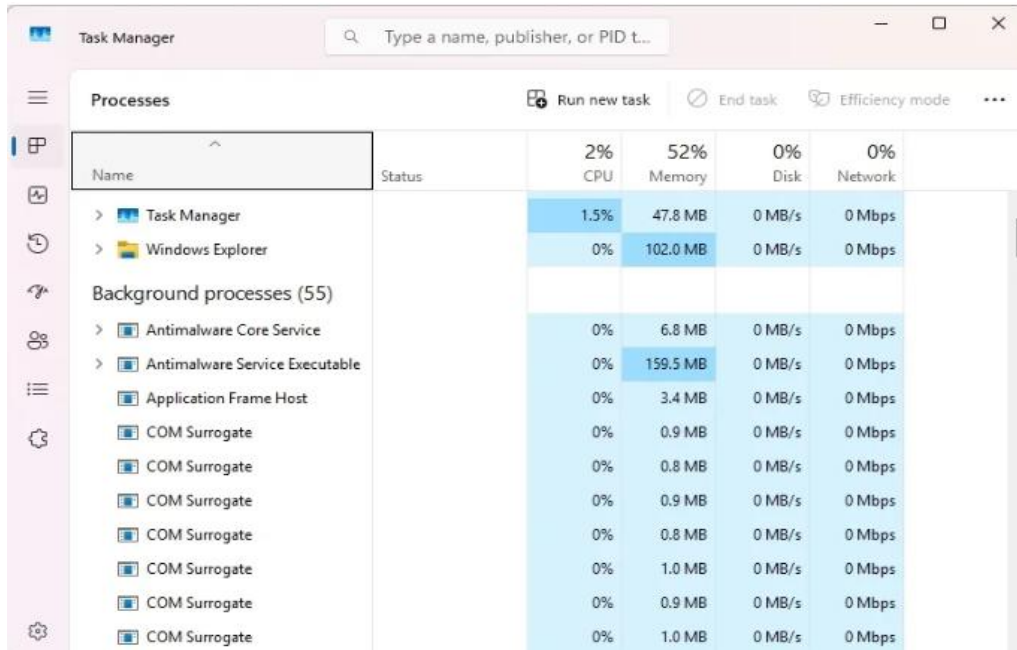 Task Manager
Type a name, publisher, or PID t...
Processes
Run new task End task Efficiency mode
2% 52% 0% 0%
Name Status CPU Memory Disk Network
Task Manager 1.5% 47.8 MB 0 MB/s 0 Mbps
Windows Explorer 0% 102.0 MB 0 MB/s 0 Mbps
Background processes (55)
Antimalware Core Service 0% 6.8 MB 0 MB/s 0 Mbps
Antimalware Service Executable 0% 159.5 MB 0 MB/s 0 Mbps
Application Frame Host 0% 3.4 MB 0 MB/s 0 Mbps
COM Surrogate 0% 0.9 MB 0 MB/s 0 Mbps
COM Surrogate 0% 0.8 MB 0 MB/s 0 Mbps
COM Surrogate 0% 0.9 MB 0 MB/s 0 Mbps
COM Surrogate 0% 0.8 MB 0 MB/s 0 Mbps
COM Surrogate 0% 1.0 MB 0 MB/s 0 Mbps
COM Surrogate 0% 0.9 MB 0 MB/s 0 Mbps
COM Surrogate 0% 1.0 MB 0 MB/s 0 Mbps